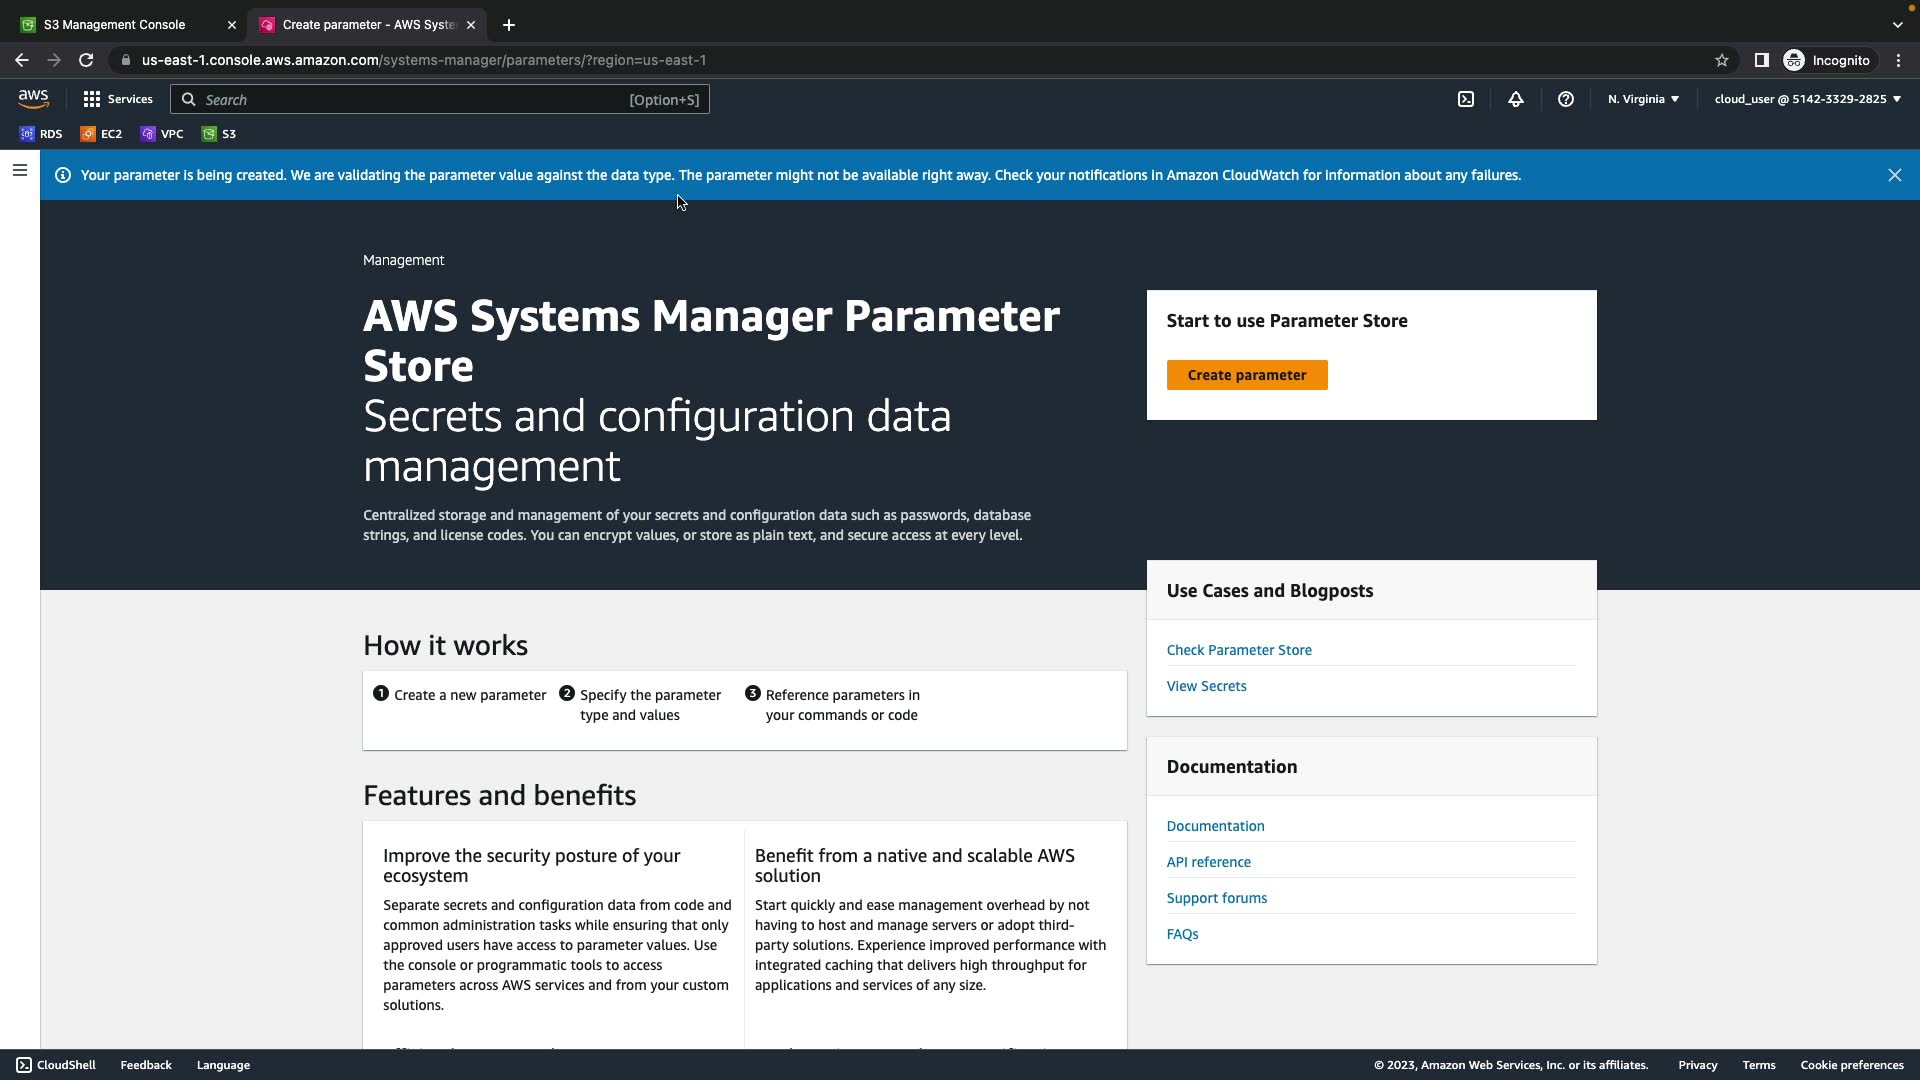 S3 Management Console
Create parameter - AWS Syste
us-east-1.console.aws.amazon.com/systems-manager/parameters/?region=us-east-1
Incognito
aws
Services
Search
[Option+S]
N. Virginia
cloud_user @ 5142-3329-2825
RDS
EC2
VPC
S3
Your parameter is being created. We are validating the parameter value against the data type. The parameter might not be available right away. Check your notifications in Amazon CloudWatch for information about any failures.
Management
AWS Systems Manager Parameter
Store
Secrets and configuration data
management
Centralized storage and management of your secrets and configuration data such as passwords, database
strings, and license codes. You can encrypt values, or store as plain text, and secure access at every level.
Start to use Parameter Store
Create parameter
How it works
1 Create a new parameter
2 Specify the parameter
type and values
3 Reference parameters in
your commands or code
Features and benefits
Improve the security posture of your
ecosystem
Separate secrets and configuration data from code and
common administration tasks while ensuring that only
approved users have access to parameter values. Use
the console or programmatic tools to access
parameters across AWS services and from your custom
solutions.
Benefit from a native and scalable AWS
solution
Start quickly and ease management overhead by not
having to host and manage servers or adopt third-
party solutions. Experience improved performance with
integrated caching that delivers high throughput for
applications and services of any size.
Use Cases and Blogposts
Check Parameter Store
View Secrets
Documentation
Documentation
API reference
Support forums
FAQs
CloudShell
Feedback
Language
© 2023, Amazon Web Services, Inc. or its affiliates.
Privacy
Terms
Cookie preferences